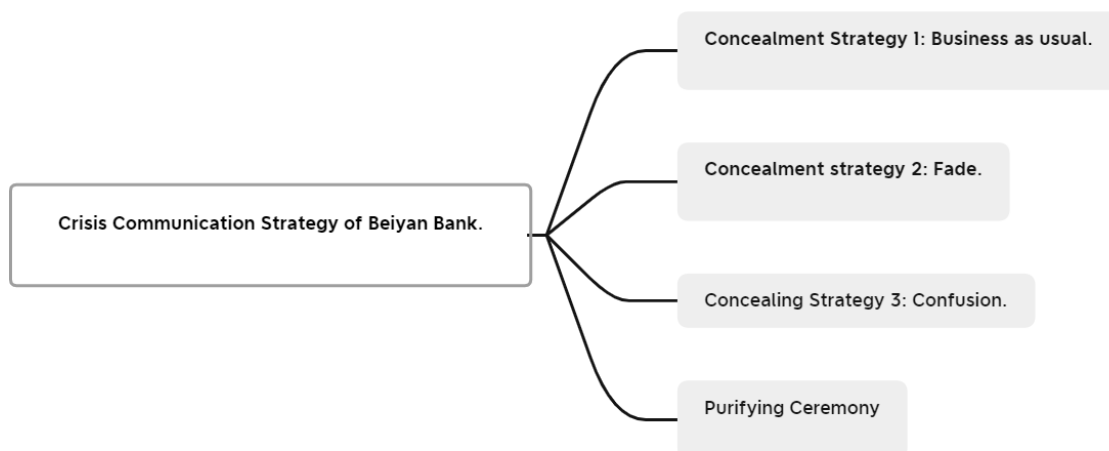 Concealment Strategy 1: Business as usual.
Concealment strategy 2: Fade.
Crisis Communication Strategy of Beiyan Bank.
Concealing Strategy 3: Confusion.
Purifying Ceremony